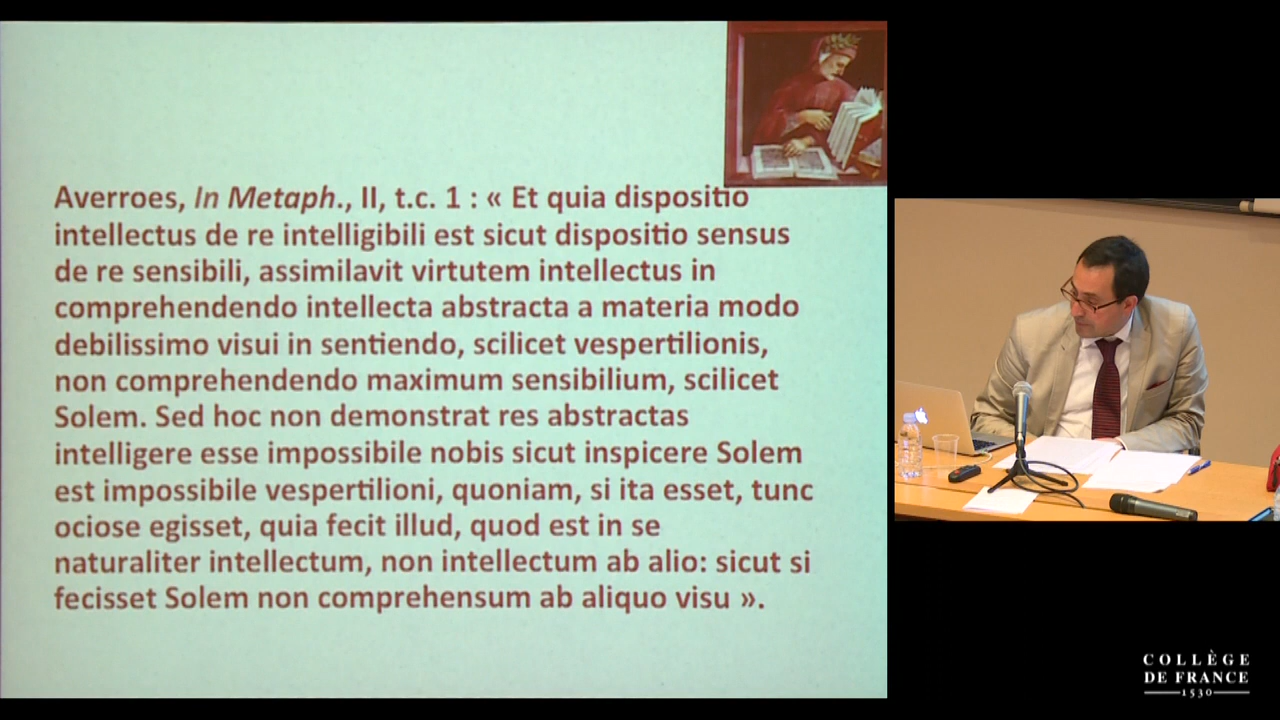 Averroes, In Metaph., II, t.c. 1 : « Et quia dispositio
intellectus de re intelligibili est sicut dispositio sensus
de re sensibili, assimilavit virtutem intellectus in
comprehendendo intellecta abstracta a materia modo
debilissimo visui in sentiendo, scilicet vespertilionis,
non comprehendendo maximum sensibilium, scilicet
Solem. Sed hoc non demonstrat res abstractas
intelligere esse impossibile nobis sicut inspicere Solem
est impossibile vespertilioni, quoniam, si ita esset, tunc
ociose egisset, quia fecit illud, quod est in se
naturaliter intellectum, non intellectum ab alio: sicut si
fecisset Solem non comprehensum ab aliquo visu ».
COLLÈGE
DE FRANCE
1530